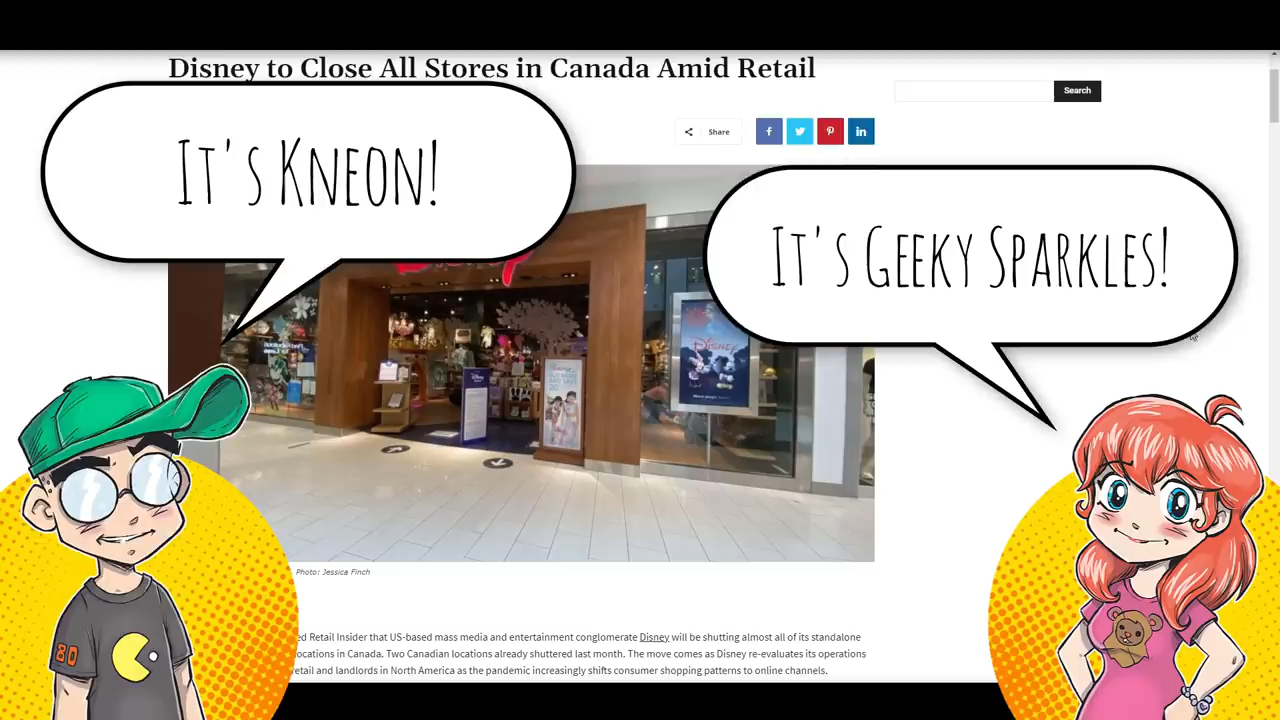 Disney to Close All Stores in Canada Amid Retail
Search
Share
IT'S KNEON!
IT'S GEEKY SPARKLES!
DISNEY
80
Photo: Jessica Finch
ed Retail Insider that US-based mass media and entertainment conglomerate Disney will be shutting almost all of its standalone
ocations in Canada. Two Canadian locations already shuttered last month. The move comes as Disney re-evaluates its operations
retail and landlords in North America as the pandemic increasingly shifts consumer shopping patterns to online channels.